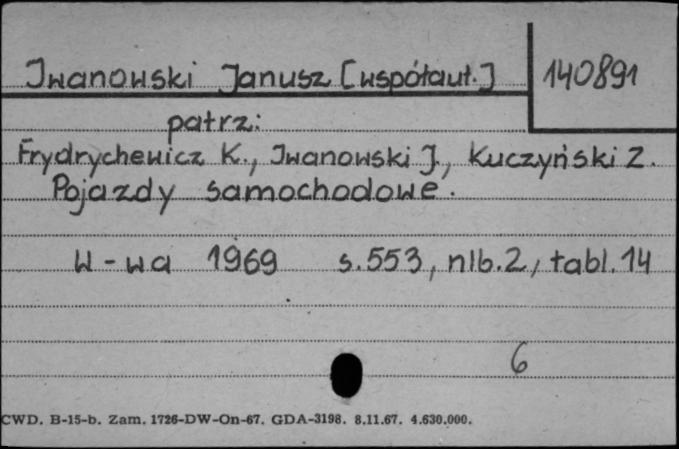 Iwanowski Janusz [współaut.] 140891
patrz:
Frydrychewicz K., Iwanowski J., Kuczyński Z.
Pojazdy samochodowe.
W-wa 1969 s.553, nlb.2, tabl.14
6
CWD. B-15-b. Zam. 1726-DW-On-67. GDA-3198. 8.11.67. 4.630.000.